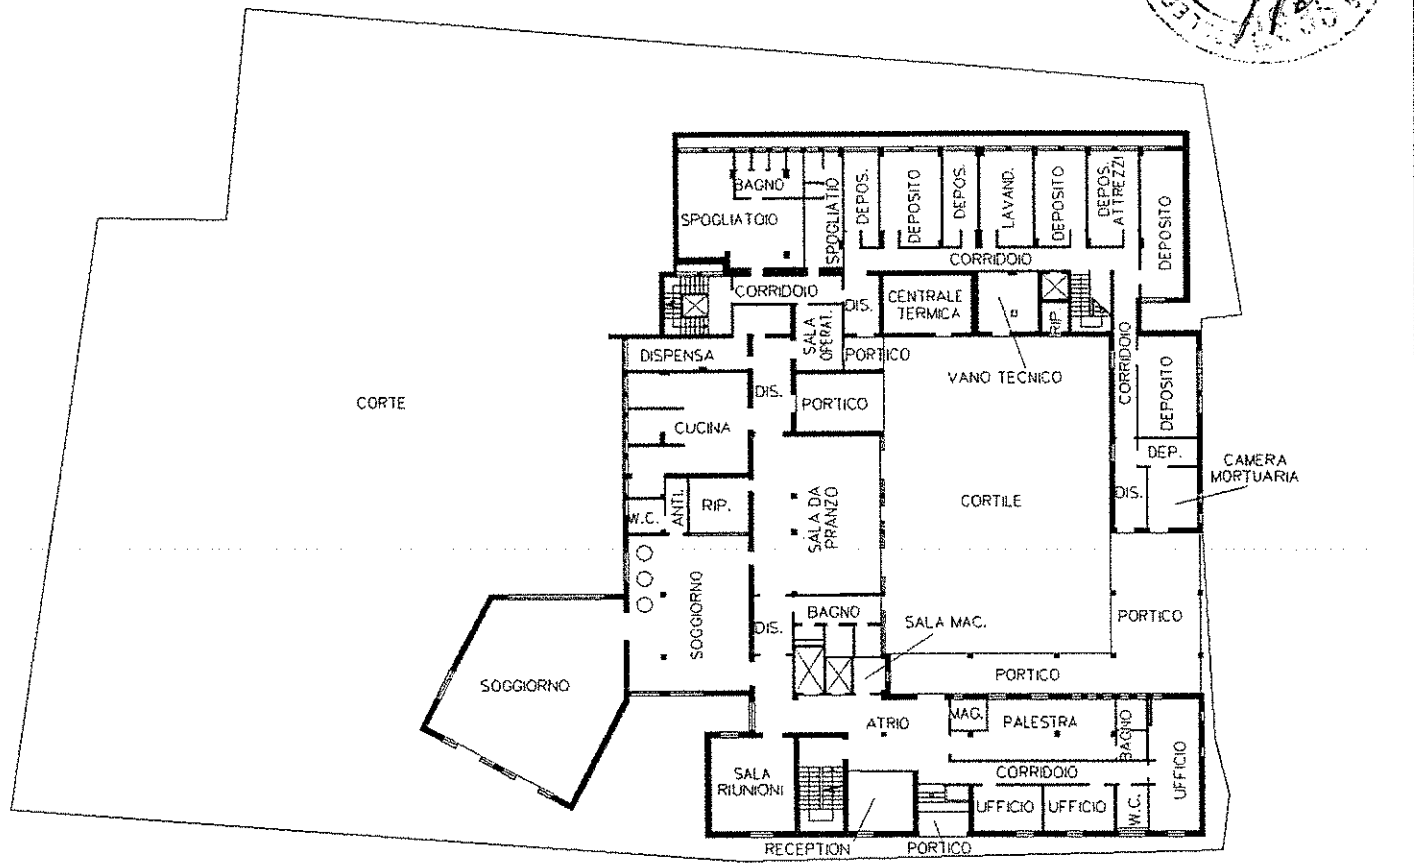 BAGNO
SPOGLIATOIO
SPOGLIATIO
DEPOS.
DEPOSITO
DEPOS.
LAVAND.
DEPOSITO
DEPOS.
ATTREZZI
DEPOSITO
CORRIDOIO
CORRIDOIO
DIS.
CENTRALE
TERMICA
RIP.
SALA
OPERAT.
PORTICO
CORRIDOIO
DISPENSA
VANO TECNICO
DIS.
PORTICO
CORTE
CUCINA
DEPOSITO
DEP.
CAMERA
MORTUARIA
DIS.
W.C.
ANTI.
RIP.
SALA DA
PRANZO
CORTILE
SOGGIORNO
DIS.
BAGNO
SALA MAC.
PORTICO
SOGGIORNO
PORTICO
ATRIO
MAG.
PALESTRA
BAGNO
UFFICIO
SALA
RIUNIONI
CORRIDOIO
UFFICIO
UFFICIO
W.C.
RECEPTION
PORTICO